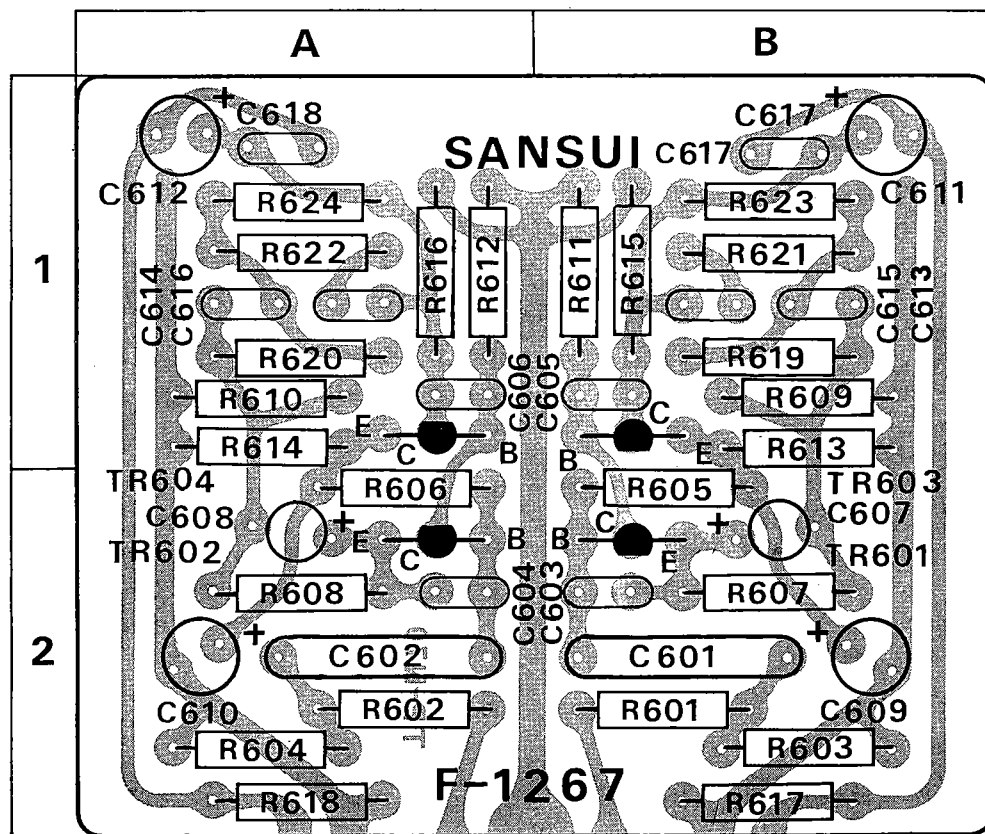 A B
1
2
+ C618 C617 +
SANSUI C617
C612 C611
R624 R623
R622 R621
R616 R612 R611 R615
C614 C616 C615 C613
R620 R619
C606 C605
R610 R609
E C B B C E
R614 R613
TR604 TR603
R606 R605
C608 C607
+ +
TR602 E C B B C E TR601
R608 R607
C604 C603
+ +
C602 C601
R602 R601
C610 C609
R604 R603
F-1267
R618 R617